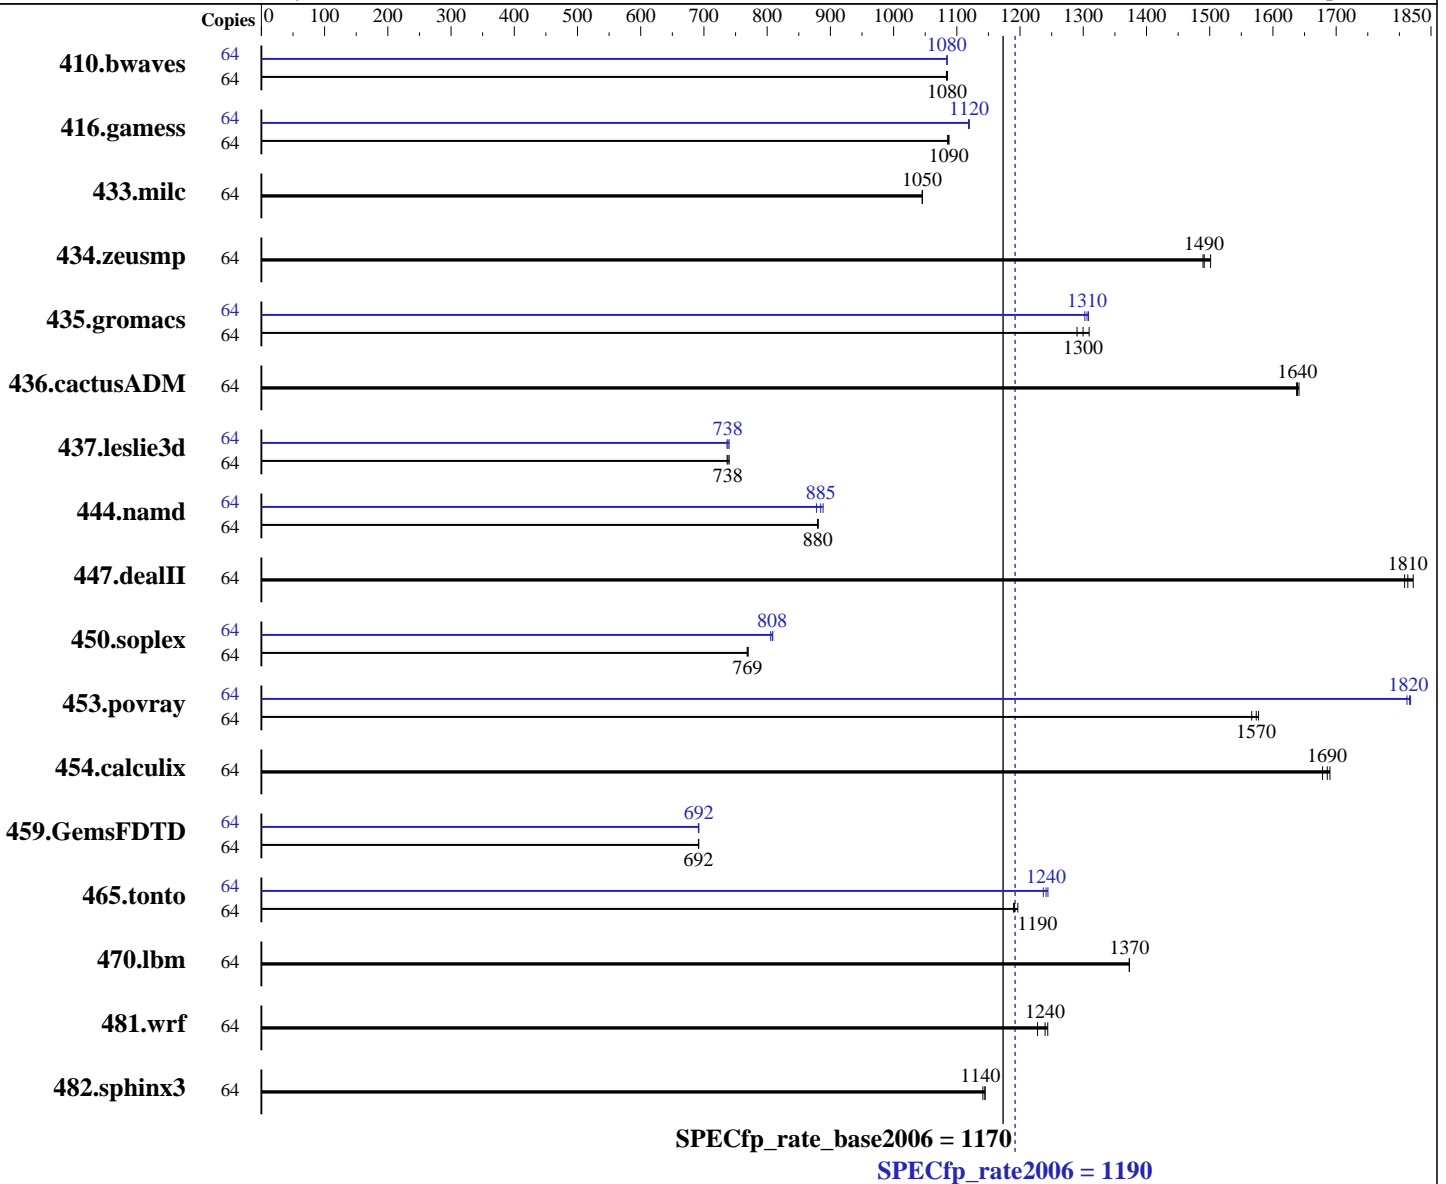 Copies 0 100 200 300 400 500 600 700 800 900 1000 1100 1200 1300 1400 1500 1600 1700 1850
410.bwaves 64 1080
64 1080
416.gamess 64 1120
64 1090
433.milc 64 1050
434.zeusmp 64 1490
435.gromacs 64 1310
64 1300
436.cactusADM 64 1640
437.leslie3d 64 738
64 738
444.namd 64 885
64 880
447.dealII 64 1810
450.soplex 64 808
64 769
453.povray 64 1820
64 1570
454.calculix 64 1690
459.GemsFDTD 64 692
64 692
465.tonto 64 1240
64 1190
470.lbm 64 1370
481.wrf 64 1240
482.sphinx3 64 1140
SPECfp_rate_base2006 = 1170
SPECfp_rate2006 = 1190